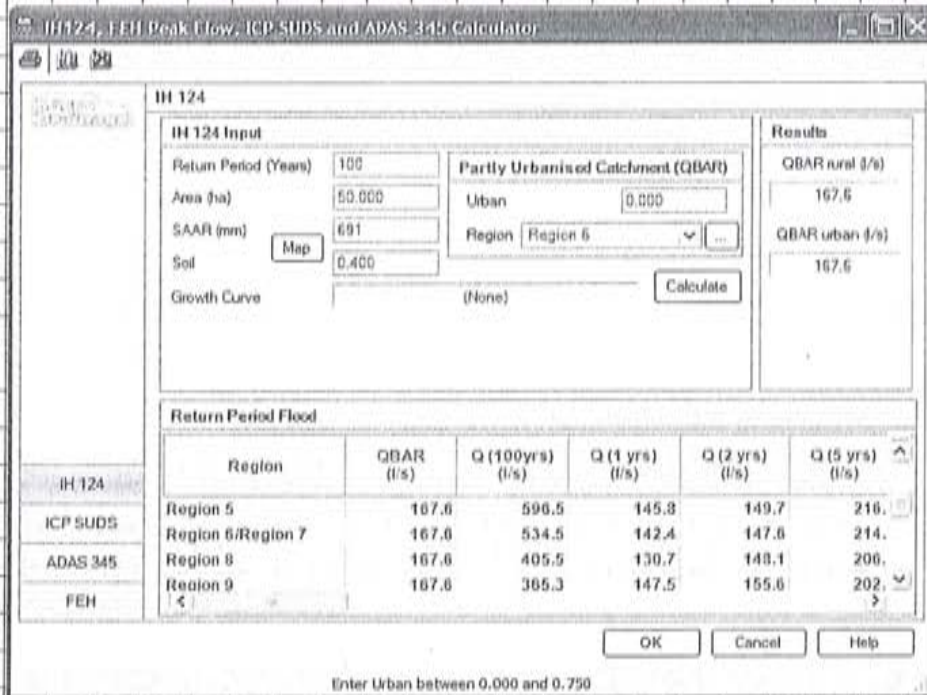 IH124, FEH Peak Flow, ICP SUDS and ADAS 345 Calculator
IH 124
IH 124 Input
Return Period (Years) 100
Area (ha) 50.000
SAAR (mm) 691
Map
Soil 0.400
Growth Curve (None)
Partly Urbanised Catchment (QBAR)
Urban 0.000
Region Region 6 ...
Calculate
Results
QBAR rural (l/s)
167.6
QBAR urban (l/s)
167.6
Return Period Flood
Region QBAR (l/s) Q (100yrs) (l/s) Q (1 yrs) (l/s) Q (2 yrs) (l/s) Q (5 yrs) (l/s)
Region 5 167.6 596.5 145.8 149.7 216.
Region 6/Region 7 167.6 534.5 142.4 147.6 214.
Region 8 167.6 405.5 130.7 148.1 206.
Region 9 167.6 365.3 147.5 155.6 202.
IH 124
ICP SUDS
ADAS 345
FEH
OK Cancel Help
Enter Urban between 0.000 and 0.750